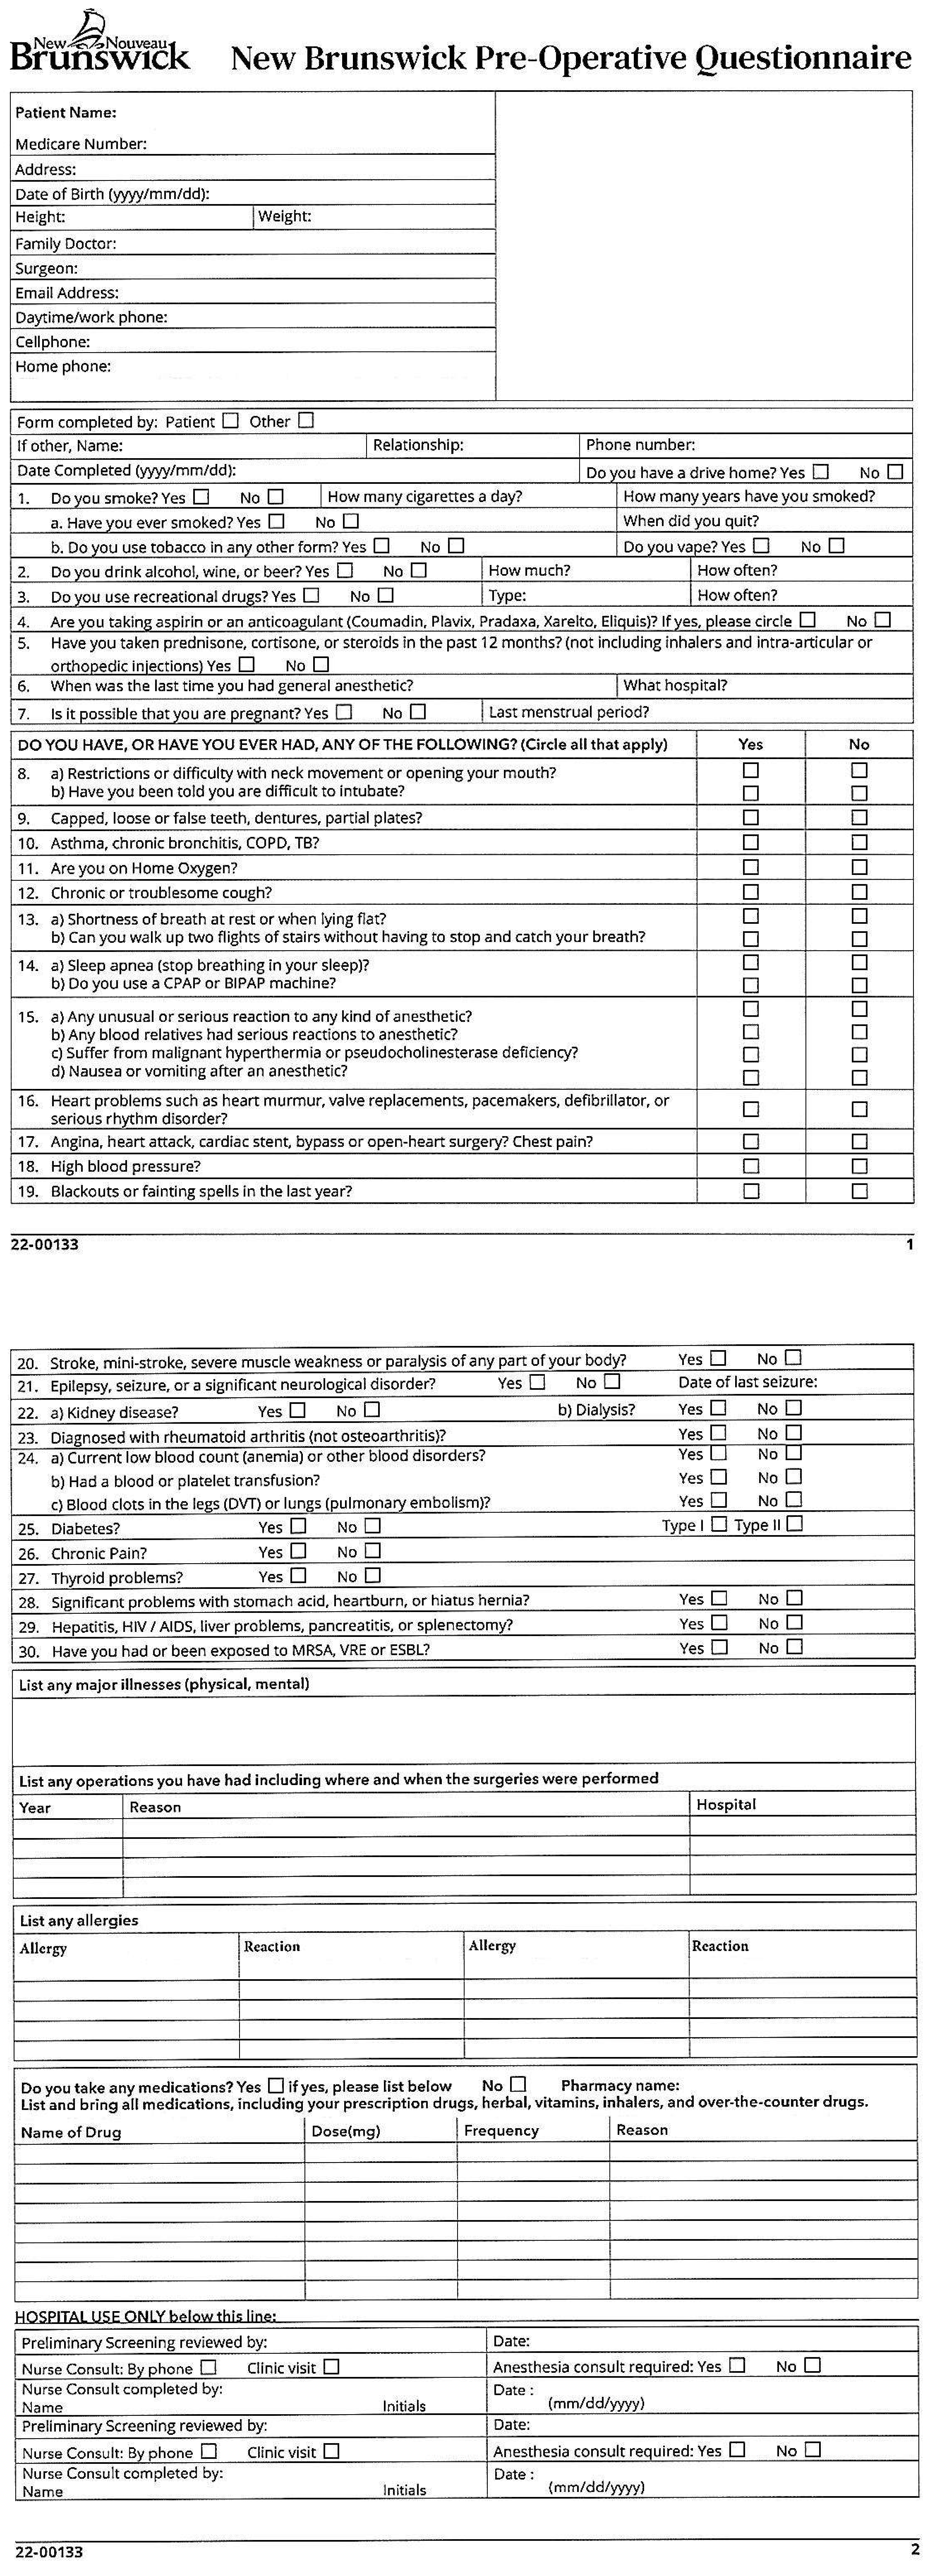 New Nouveau
Brunswick
New Brunswick Pre-Operative Questionnaire
Patient Name:
Medicare Number:
Address:
Date of Birth (yyyy/mm/dd):
Height: Weight:
Family Doctor:
Surgeon:
Email Address:
Daytime/work phone:
Cellphone:
Home phone:
Form completed by: Patient ☐ Other ☐
If other, Name: Relationship: Phone number:
Date Completed (yyyy/mm/dd): Do you have a drive home? Yes ☐ No ☐
1. Do you smoke? Yes ☐ No ☐ How many cigarettes a day? How many years have you smoked?
a. Have you ever smoked? Yes ☐ No ☐ When did you quit?
b. Do you use tobacco in any other form? Yes ☐ No ☐ Do you vape? Yes ☐ No ☐
2. Do you drink alcohol, wine, or beer? Yes ☐ No ☐ How much? How often?
3. Do you use recreational drugs? Yes ☐ No ☐ Type: How often?
4. Are you taking aspirin or an anticoagulant (Coumadin, Plavix, Pradaxa, Xarelto, Eliquis)? If yes, please circle ☐ No ☐
5. Have you taken prednisone, cortisone, or steroids in the past 12 months? (not including inhalers and intra-articular or
orthopedic injections) Yes ☐ No ☐
6. When was the last time you had general anesthetic? What hospital?
7. Is it possible that you are pregnant? Yes ☐ No ☐ Last menstrual period?
DO YOU HAVE, OR HAVE YOU EVER HAD, ANY OF THE FOLLOWING? (Circle all that apply) Yes No
8. a) Restrictions or difficulty with neck movement or opening your mouth? ☐ ☐
b) Have you been told you are difficult to intubate? ☐ ☐
9. Capped, loose or false teeth, dentures, partial plates? ☐ ☐
10. Asthma, chronic bronchitis, COPD, TB? ☐ ☐
11. Are you on Home Oxygen? ☐ ☐
12. Chronic or troublesome cough? ☐ ☐
13. a) Shortness of breath at rest or when lying flat? ☐ ☐
b) Can you walk up two flights of stairs without having to stop and catch your breath? ☐ ☐
14. a) Sleep apnea (stop breathing in your sleep)? ☐ ☐
b) Do you use a CPAP or BIPAP machine? ☐ ☐
15. a) Any unusual or serious reaction to any kind of anesthetic? ☐ ☐
b) Any blood relatives had serious reactions to anesthetic? ☐ ☐
c) Suffer from malignant hyperthermia or pseudocholinesterase deficiency? ☐ ☐
d) Nausea or vomiting after an anesthetic? ☐ ☐
16. Heart problems such as heart murmur, valve replacements, pacemakers, defibrillator, or
serious rhythm disorder? ☐ ☐
17. Angina, heart attack, cardiac stent, bypass or open-heart surgery? Chest pain? ☐ ☐
18. High blood pressure? ☐ ☐
19. Blackouts or fainting spells in the last year? ☐ ☐
22-00133 1
20. Stroke, mini-stroke, severe muscle weakness or paralysis of any part of your body? Yes ☐ No ☐
21. Epilepsy, seizure, or a significant neurological disorder? Yes ☐ No ☐ Date of last seizure:
22. a) Kidney disease? Yes ☐ No ☐ b) Dialysis? Yes ☐ No ☐
23. Diagnosed with rheumatoid arthritis (not osteoarthritis)? Yes ☐ No ☐
24. a) Current low blood count (anemia) or other blood disorders? Yes ☐ No ☐
b) Had a blood or platelet transfusion? Yes ☐ No ☐
c) Blood clots in the legs (DVT) or lungs (pulmonary embolism)? Yes ☐ No ☐
25. Diabetes? Yes ☐ No ☐ Type I ☐ Type II ☐
26. Chronic Pain? Yes ☐ No ☐
27. Thyroid problems? Yes ☐ No ☐
28. Significant problems with stomach acid, heartburn, or hiatus hernia? Yes ☐ No ☐
29. Hepatitis, HIV / AIDS, liver problems, pancreatitis, or splenectomy? Yes ☐ No ☐
30. Have you had or been exposed to MRSA, VRE or ESBL? Yes ☐ No ☐
List any major illnesses (physical, mental)
List any operations you have had including where and when the surgeries were performed
Year Reason Hospital
List any allergies
Allergy Reaction Allergy Reaction
Do you take any medications? Yes ☐ if yes, please list below No ☐ Pharmacy name:
List and bring all medications, including your prescription drugs, herbal, vitamins, inhalers, and over-the-counter drugs.
Name of Drug Dose(mg) Frequency Reason
HOSPITAL USE ONLY below this line:
Preliminary Screening reviewed by: Date:
Nurse Consult: By phone ☐ Clinic visit ☐ Anesthesia consult required: Yes ☐ No ☐
Nurse Consult completed by: Date :
Name Initials (mm/dd/yyyy)
Preliminary Screening reviewed by: Date:
Nurse Consult: By phone ☐ Clinic visit ☐ Anesthesia consult required: Yes ☐ No ☐
Nurse Consult completed by: Date :
Name Initials (mm/dd/yyyy)
22-00133 2